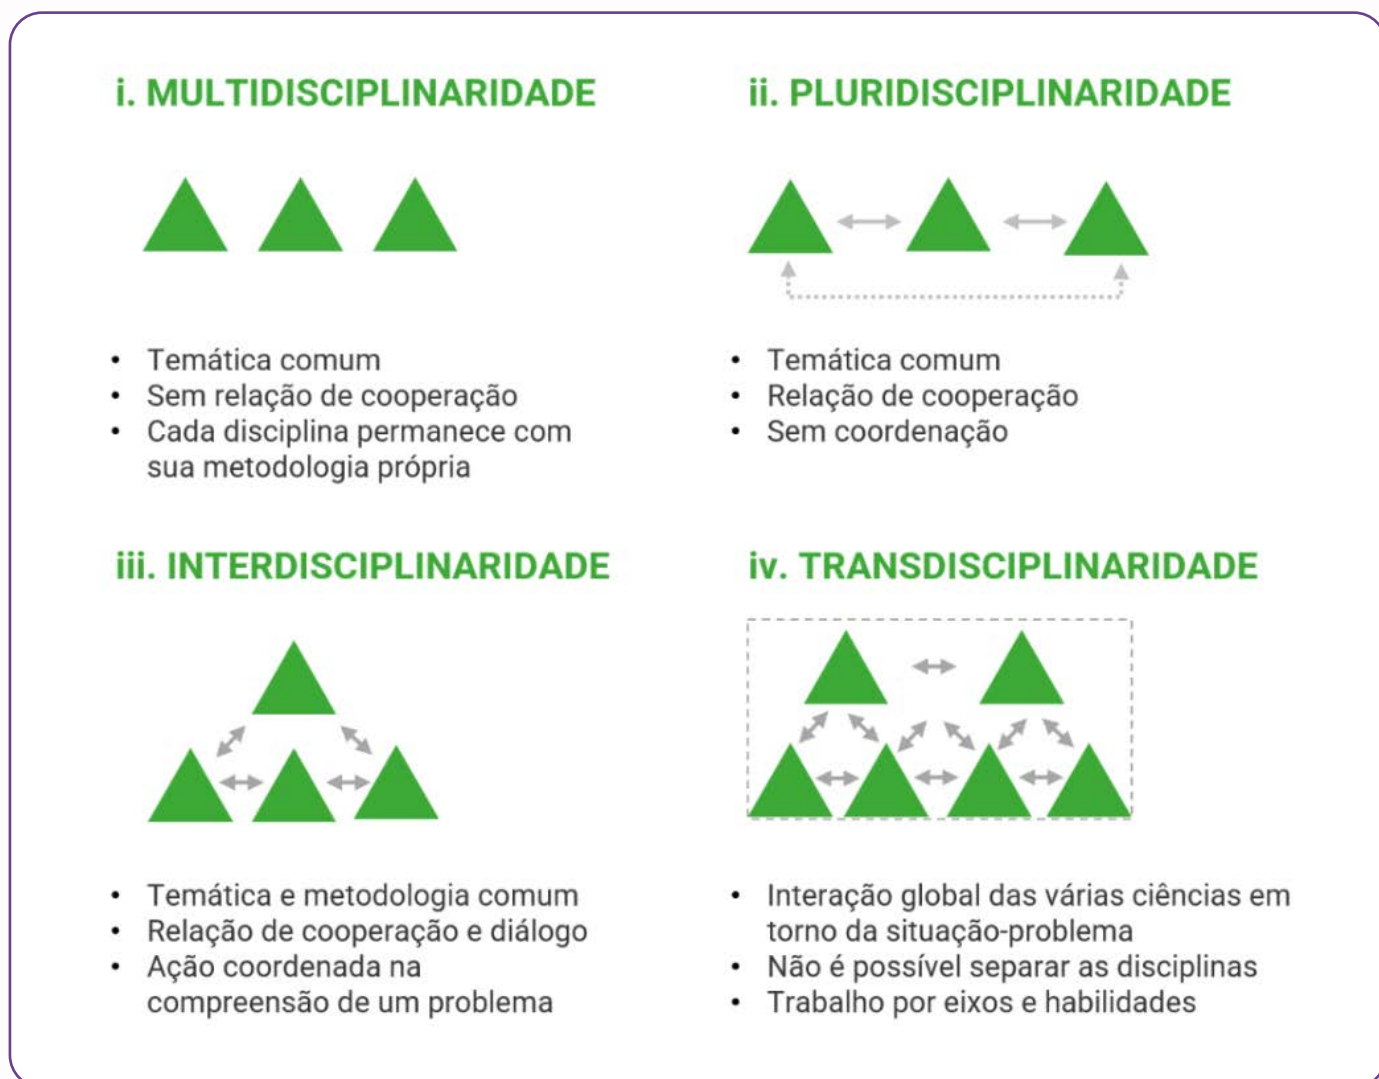 i. MULTIDISCIPLINARIDADE
• Temática comum
• Sem relação de cooperação
• Cada disciplina permanece com
sua metodologia própria
ii. PLURIDISCIPLINARIDADE
• Temática comum
• Relação de cooperação
• Sem coordenação
iii. INTERDISCIPLINARIDADE
• Temática e metodologia comum
• Relação de cooperação e diálogo
• Ação coordenada na
compreensão de um problema
iv. TRANSDISCIPLINARIDADE
• Interação global das várias ciências em
torno da situação-problema
• Não é possível separar as disciplinas
• Trabalho por eixos e habilidades